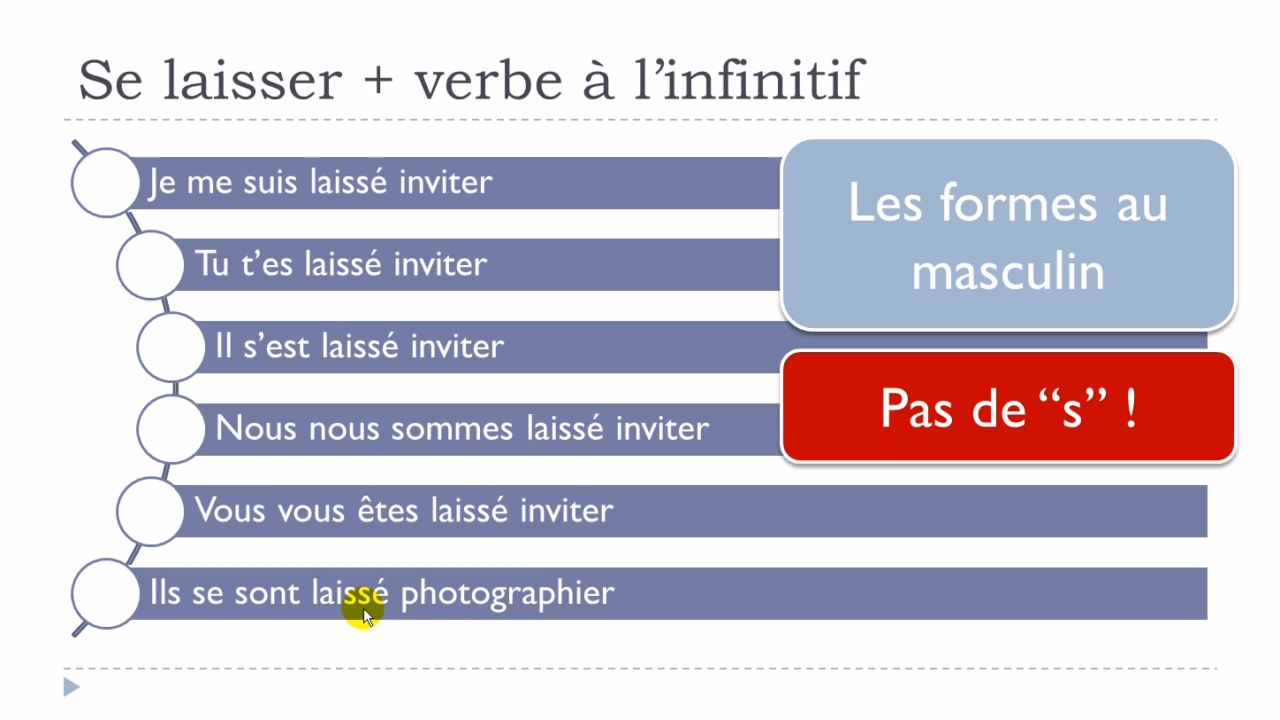 Se laisser + verbe à l’infinitif
Je me suis laissé inviter
Tu t’es laissé inviter
Il s’est laissé inviter
Nous nous sommes laissé inviter
Vous vous êtes laissé inviter
Ils se sont laissé photographier
Les formes au
masculin
Pas de “s” !